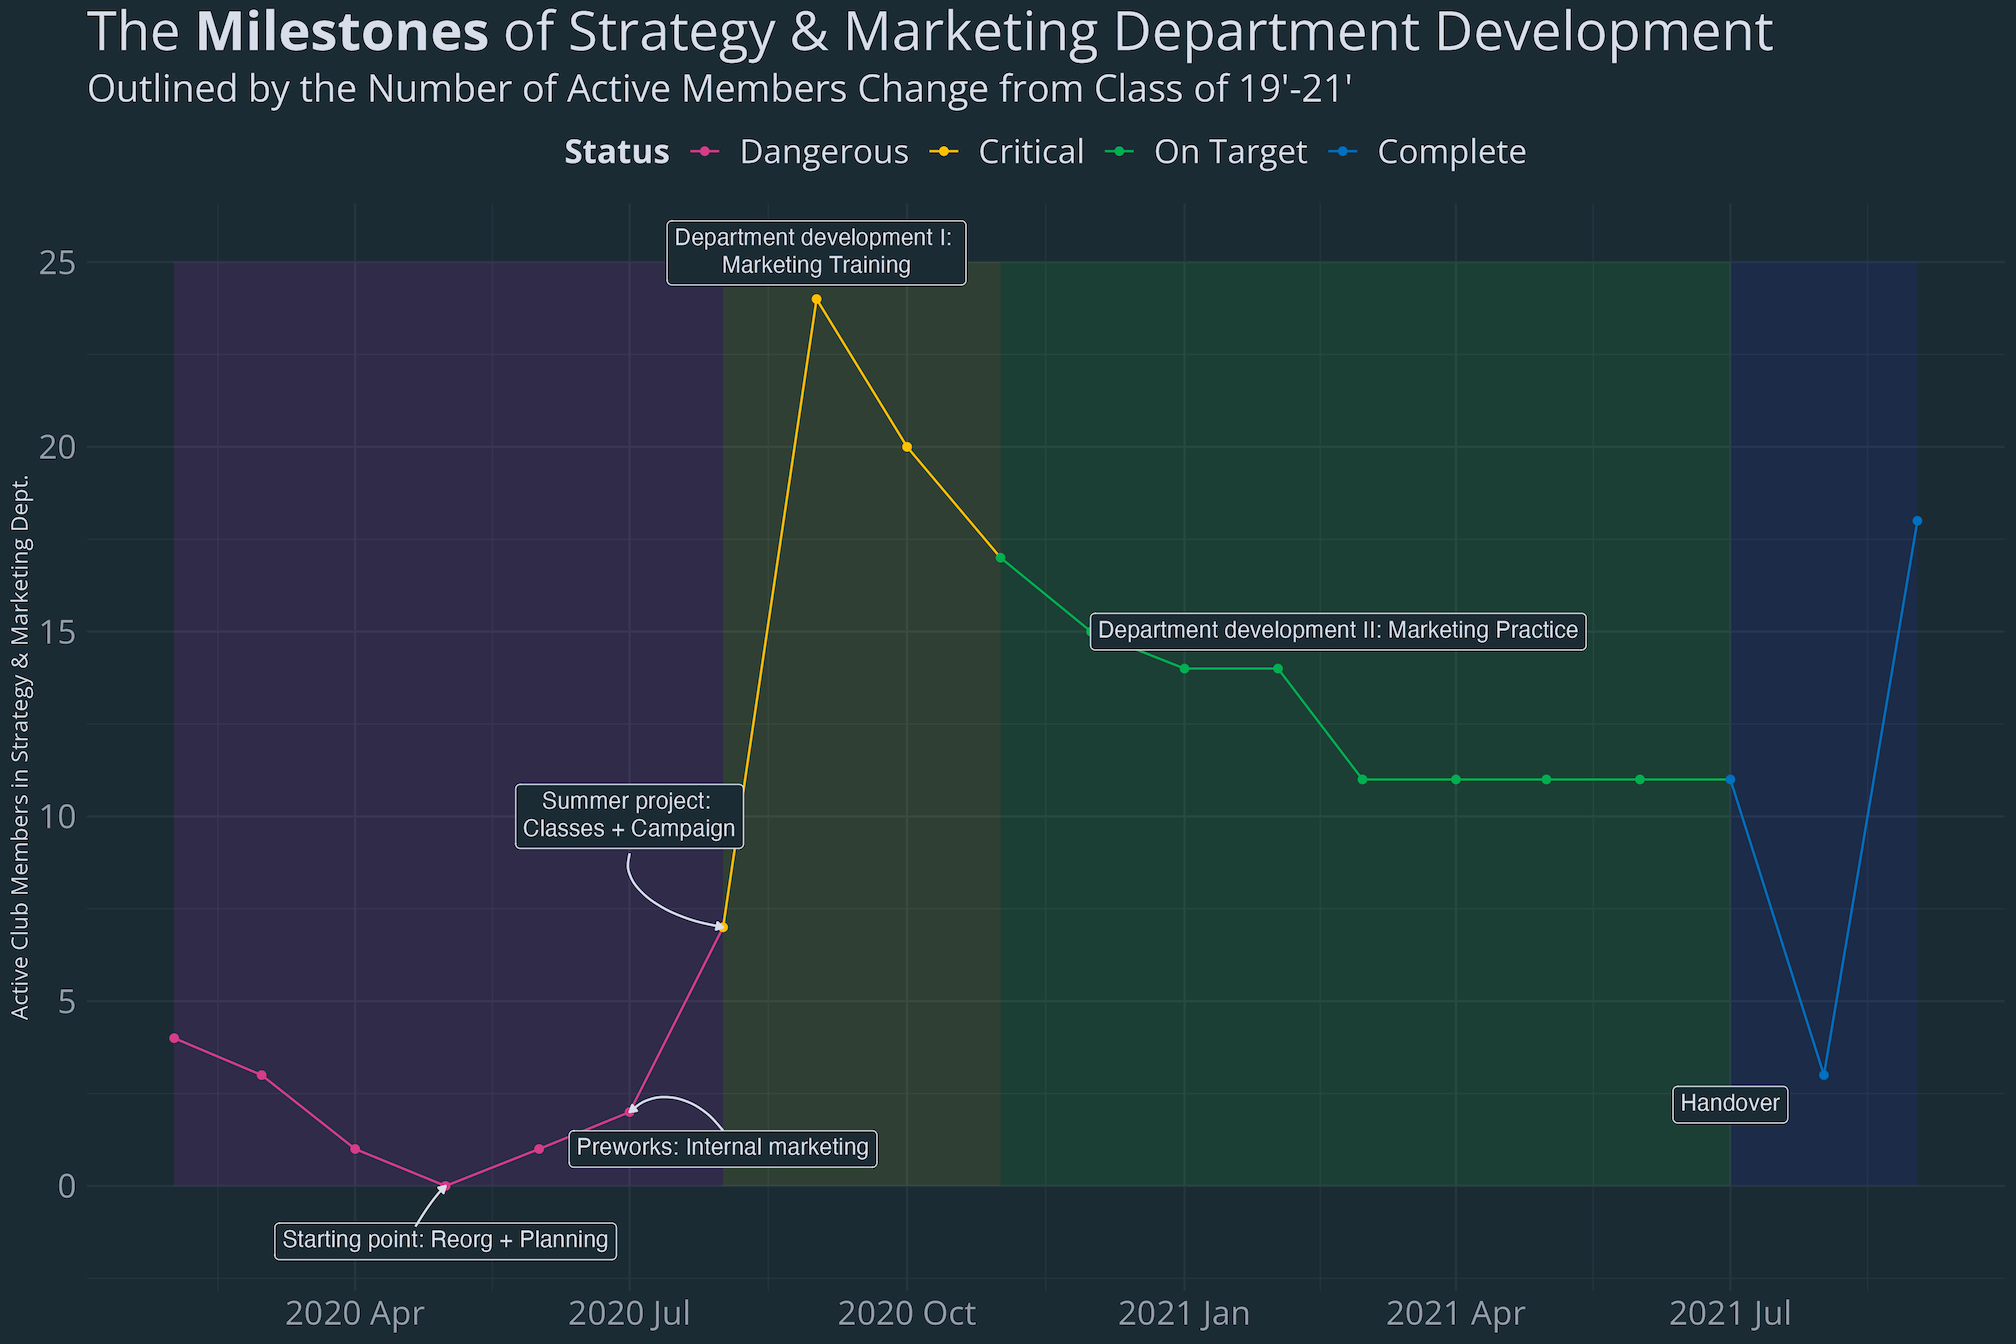 The Milestones of Strategy & Marketing Department Development
Outlined by the Number of Active Members Change from Class of 19'-21'
Status Dangerous Critical On Target Complete
Active Club Members in Strategy & Marketing Dept.
25
20
15
10
5
0
Department development I:
Marketing Training
Department development II: Marketing Practice
Summer project:
Classes + Campaign
Handover
Preworks: Internal marketing
Starting point: Reorg + Planning
2020 Apr 2020 Jul 2020 Oct 2021 Jan 2021 Apr 2021 Jul